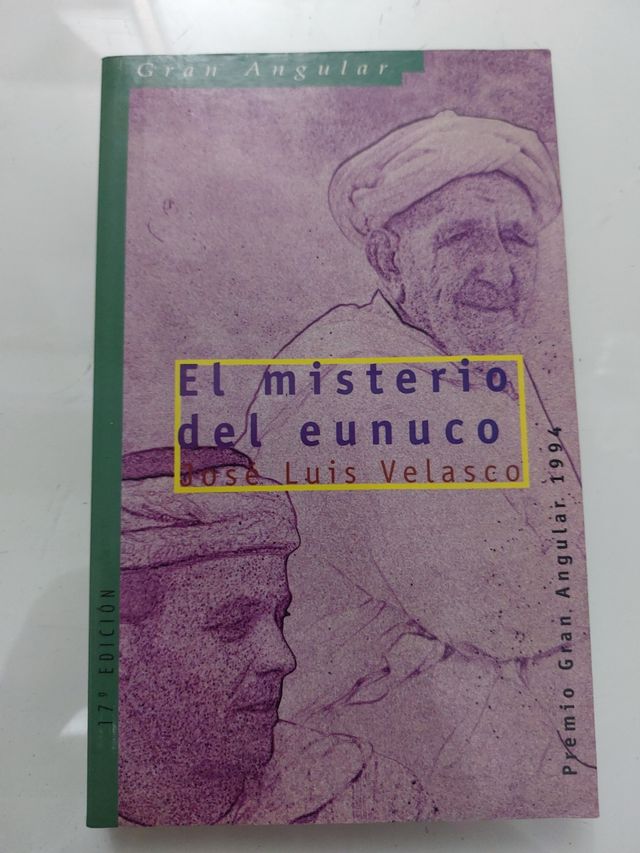 Gran Angular
El misterio
del eunuco
José Luis Velasco
17ª EDICIÓN
Premio Gran Angular 1994